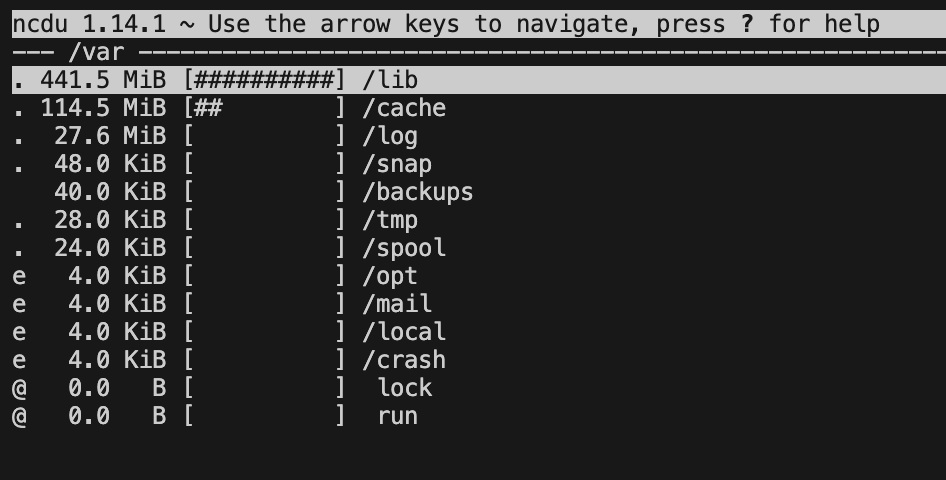 ncdu 1.14.1 ~ Use the arrow keys to navigate, press ? for help
--- /var ----------------------------------------------------------
. 441.5 MiB [##########] /lib
. 114.5 MiB [##        ] /cache
.  27.6 MiB [          ] /log
.  48.0 KiB [          ] /snap
   40.0 KiB [          ] /backups
.  28.0 KiB [          ] /tmp
.  24.0 KiB [          ] /spool
e   4.0 KiB [          ] /opt
e   4.0 KiB [          ] /mail
e   4.0 KiB [          ] /local
e   4.0 KiB [          ] /crash
@   0.0   B [          ]  lock
@   0.0   B [          ]  run